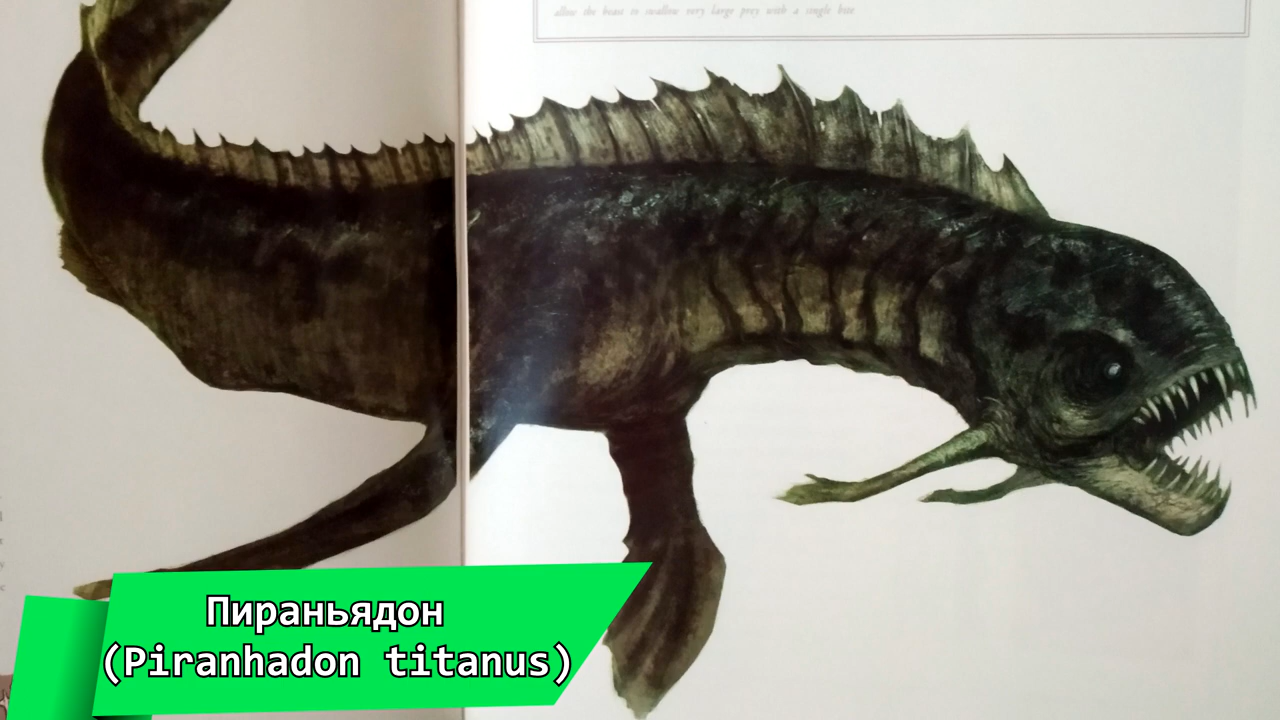 allow the beast to swallow very large prey with a single bite
Пираньядон
(Piranhadon titanus)